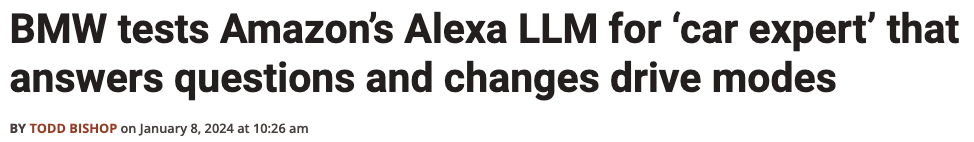 BMW tests Amazon’s Alexa LLM for ‘car expert’ that
answers questions and changes drive modes
BY TODD BISHOP on January 8, 2024 at 10:26 am